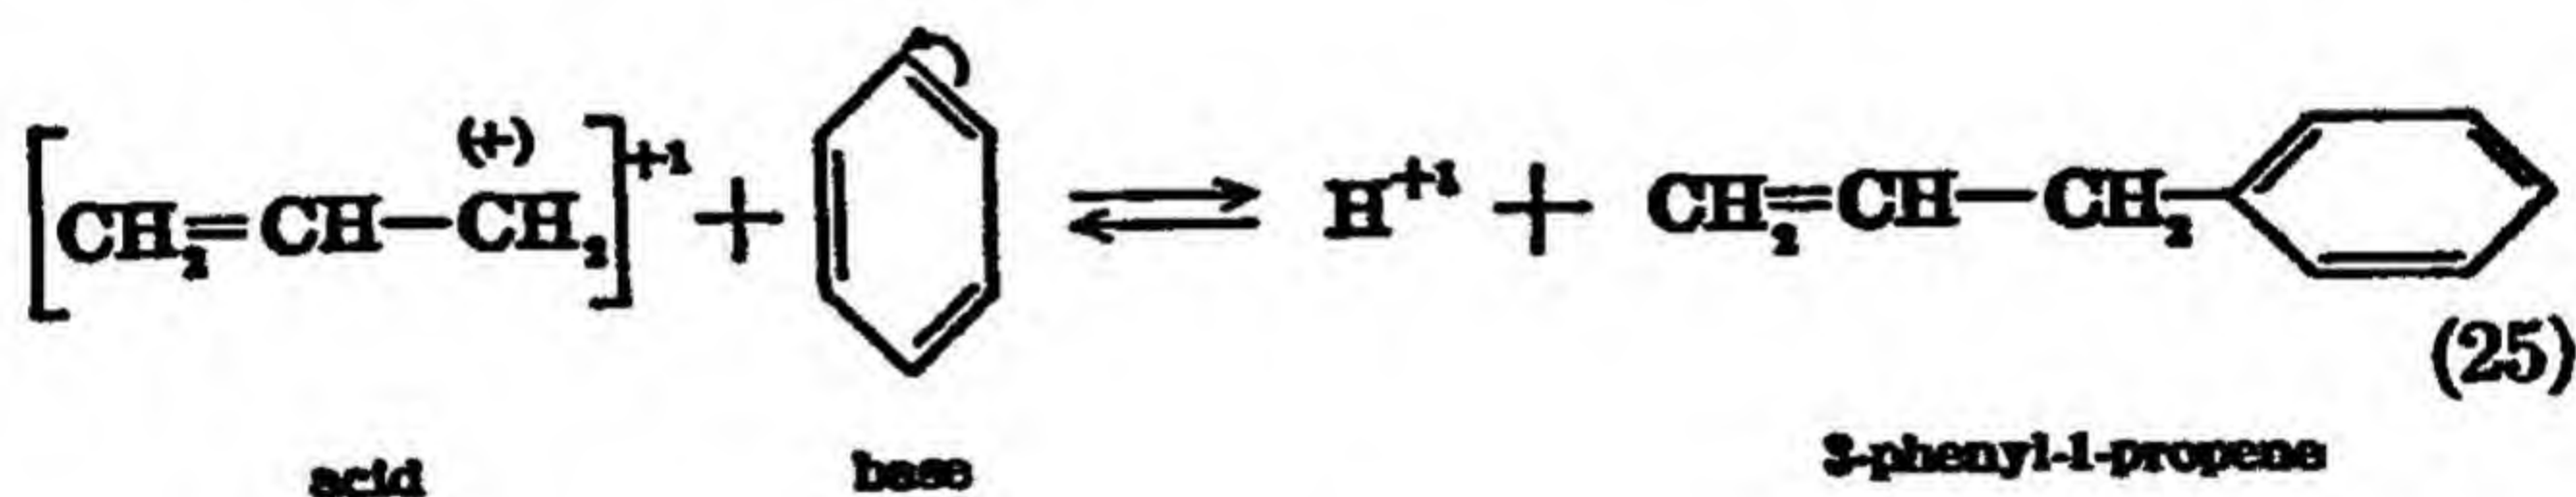 [CH₂=CH—CH₂(+)]⁺¹ + ⇌ H⁺¹ + CH₂=CH—CH₂—
(25)
acid base 3-phenyl-1-propene